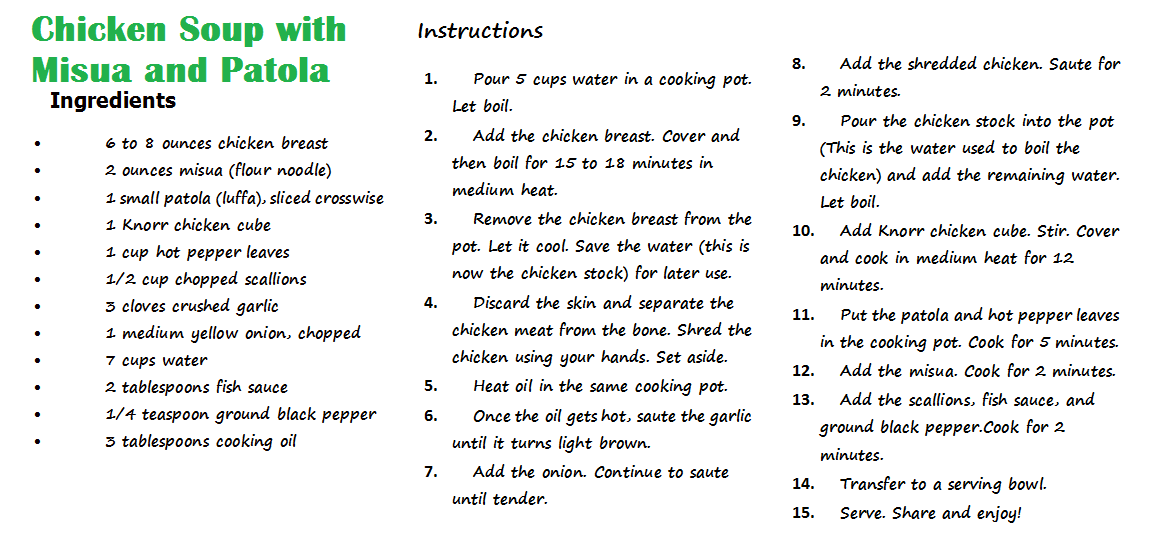 Chicken Soup with
Misua and Patola
Ingredients
• 6 to 8 ounces chicken breast
• 2 ounces misua (flour noodle)
• 1 small patola (luffa), sliced crosswise
• 1 Knorr chicken cube
• 1 cup hot pepper leaves
• 1/2 cup chopped scallions
• 3 cloves crushed garlic
• 1 medium yellow onion, chopped
• 7 cups water
• 2 tablespoons fish sauce
• 1/4 teaspoon ground black pepper
• 3 tablespoons cooking oil
Instructions
1. Pour 5 cups water in a cooking pot.
Let boil.
2. Add the chicken breast. Cover and
then boil for 15 to 18 minutes in
medium heat.
3. Remove the chicken breast from the
pot. Let it cool. Save the water (this is
now the chicken stock) for later use.
4. Discard the skin and separate the
chicken meat from the bone. Shred the
chicken using your hands. Set aside.
5. Heat oil in the same cooking pot.
6. Once the oil gets hot, saute the garlic
until it turns light brown.
7. Add the onion. Continue to saute
until tender.
8. Add the shredded chicken. Saute for
2 minutes.
9. Pour the chicken stock into the pot
(This is the water used to boil the
chicken) and add the remaining water.
Let boil.
10. Add Knorr chicken cube. Stir. Cover
and cook in medium heat for 12
minutes.
11. Put the patola and hot pepper leaves
in the cooking pot. Cook for 5 minutes.
12. Add the misua. Cook for 2 minutes.
13. Add the scallions, fish sauce, and
ground black pepper.Cook for 2
minutes.
14. Transfer to a serving bowl.
15. Serve. Share and enjoy!